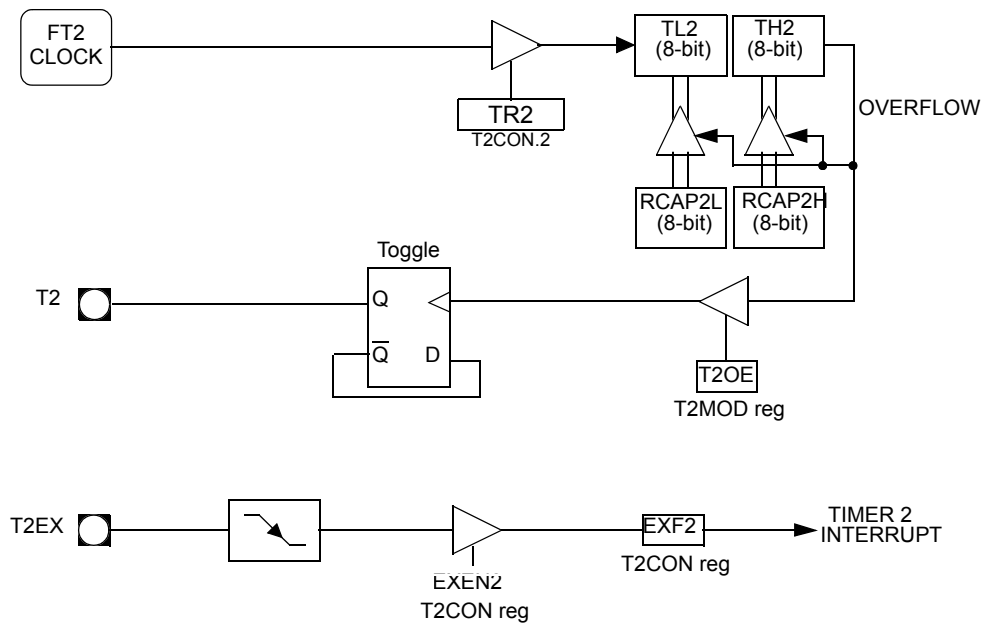 FT2
CLOCK
TL2
(8-bit)
TH2
(8-bit)
TR2
T2CON.2
OVERFLOW
RCAP2L
(8-bit)
RCAP2H
(8-bit)
Toggle
T2
Q
Q̅
D
T2OE
T2MOD reg
T2EX
EXEN2
T2CON reg
EXF2
T2CON reg
TIMER 2
INTERRUPT